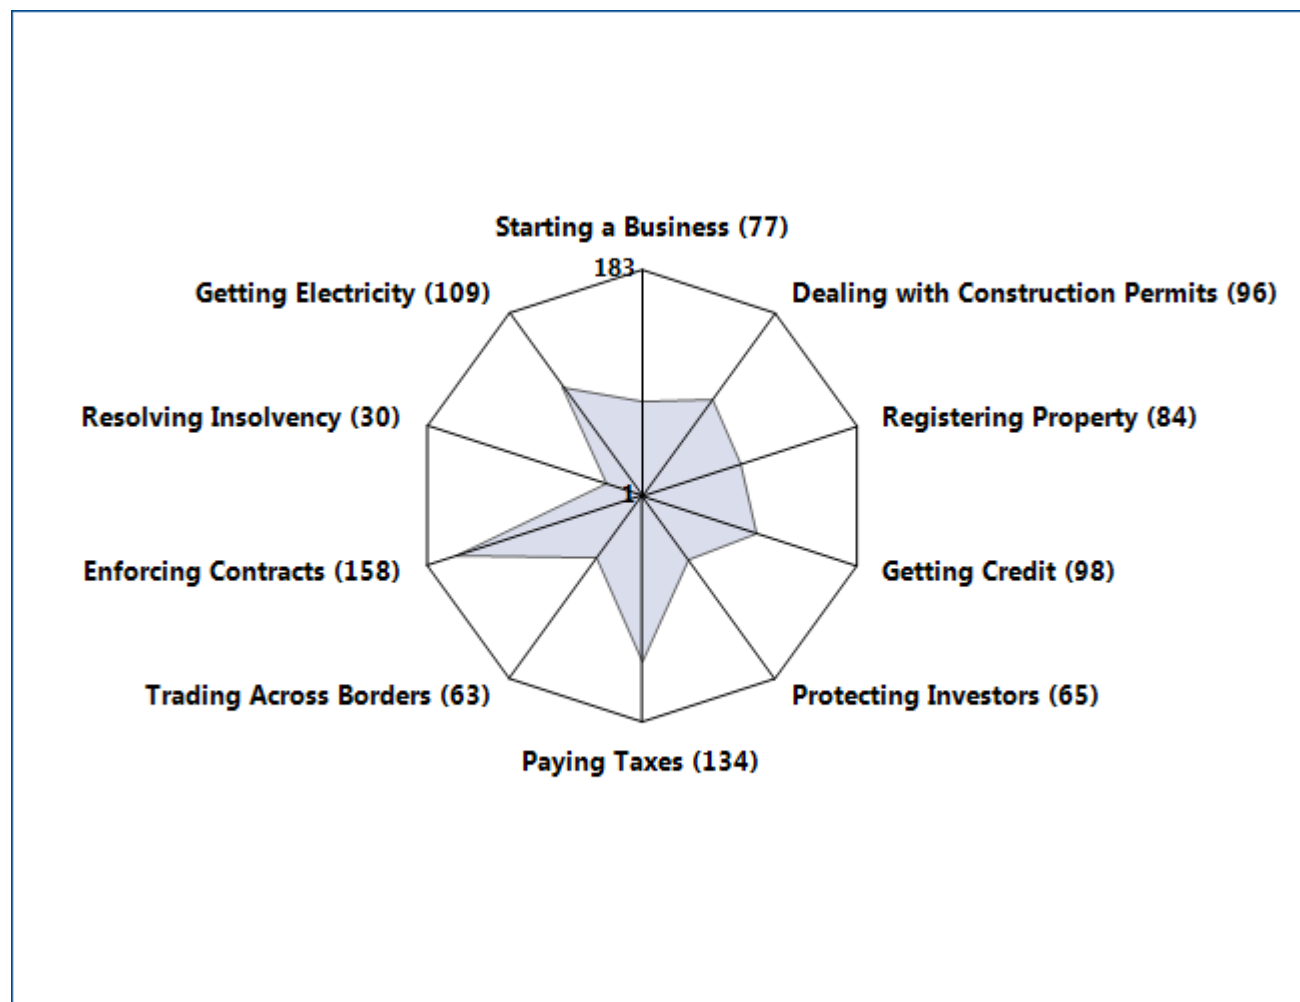 Starting a Business (77)
183
Getting Electricity (109)
Dealing with Construction Permits (96)
Resolving Insolvency (30)
Registering Property (84)
1
Enforcing Contracts (158)
Getting Credit (98)
Trading Across Borders (63)
Protecting Investors (65)
Paying Taxes (134)